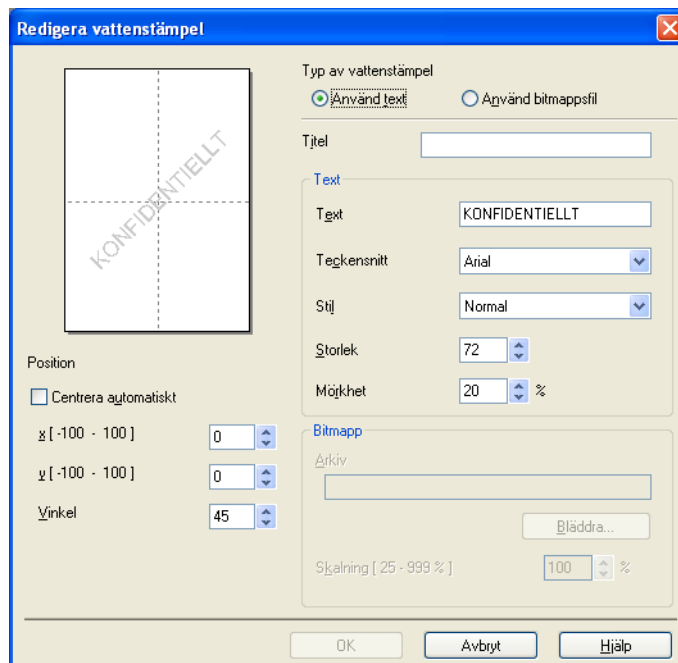 Redigera vattenstämpel
KONFIDENTIELLT
Position
Centrera automatiskt
x [ -100 - 100 ] 0
y [ -100 - 100 ] 0
Vinkel 45
Typ av vattenstämpel
Använd text Använd bitmappsfil
Titel
Text
Text KONFIDENTIELLT
Teckensnitt Arial
Stil Normal
Storlek 72
Mörkhet 20 %
Bitmapp
Arkiv
Bläddra...
Skalning [ 25 - 999 % ] 100 %
OK Avbryt Hjälp